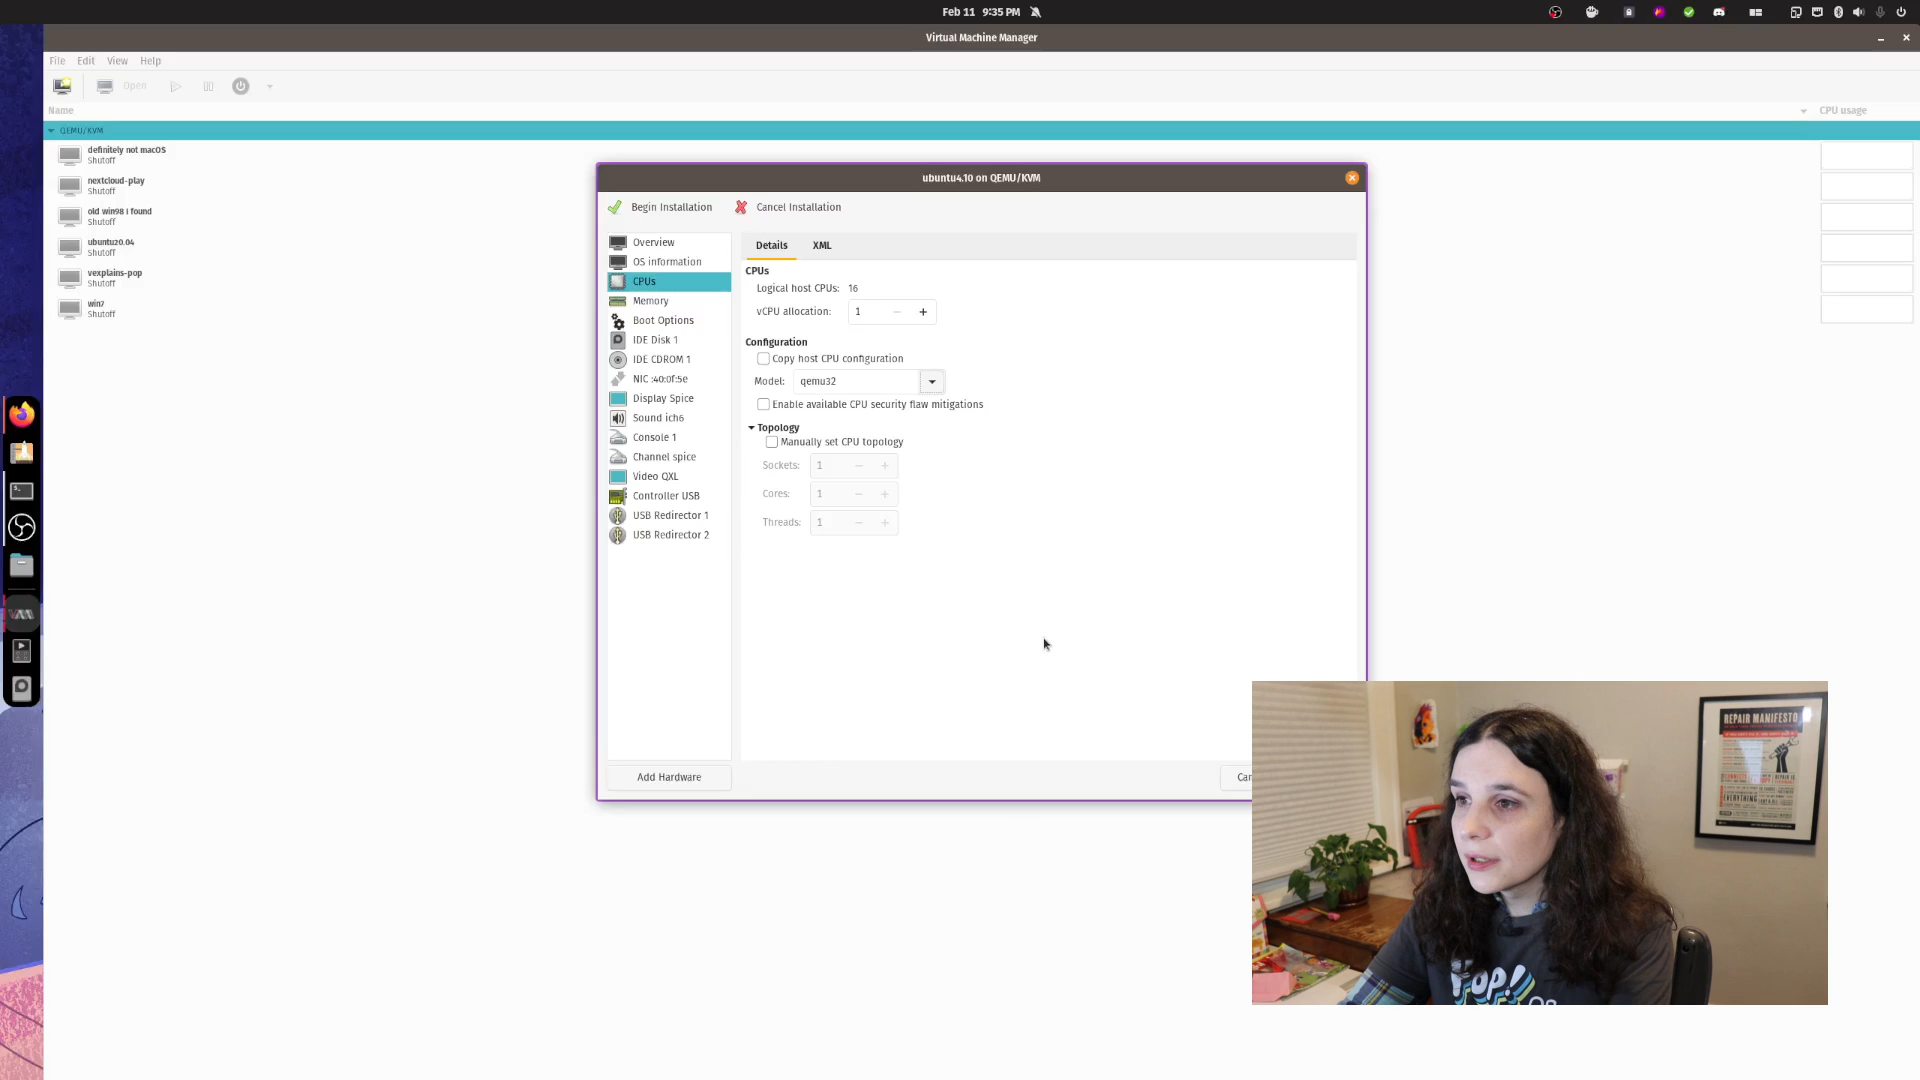 Feb 11 9:35 PM
Virtual Machine Manager
File Edit View Help
Open
Name
CPU usage
QEMU/KVM
definitely not macOS
Shutoff
nextcloud-play
Shutoff
old win98 I found
Shutoff
ubuntu20.04
Shutoff
vexplains-pop
Shutoff
win7
Shutoff
ubuntu4.10 on QEMU/KVM
Begin Installation
Cancel Installation
Overview
OS information
CPUs
Memory
Boot Options
IDE Disk 1
IDE CDROM 1
NIC :40:0f:5e
Display Spice
Sound ich6
Console 1
Channel spice
Video QXL
Controller USB
USB Redirector 1
USB Redirector 2
Add Hardware
Details XML
CPUs
Logical host CPUs: 16
vCPU allocation: 1
Configuration
Copy host CPU configuration
Model: qemu32
Enable available CPU security flaw mitigations
Topology
Manually set CPU topology
Sockets: 1
Cores: 1
Threads: 1
Can
REPAIR MANIFESTO
EVERYTHING
POP!